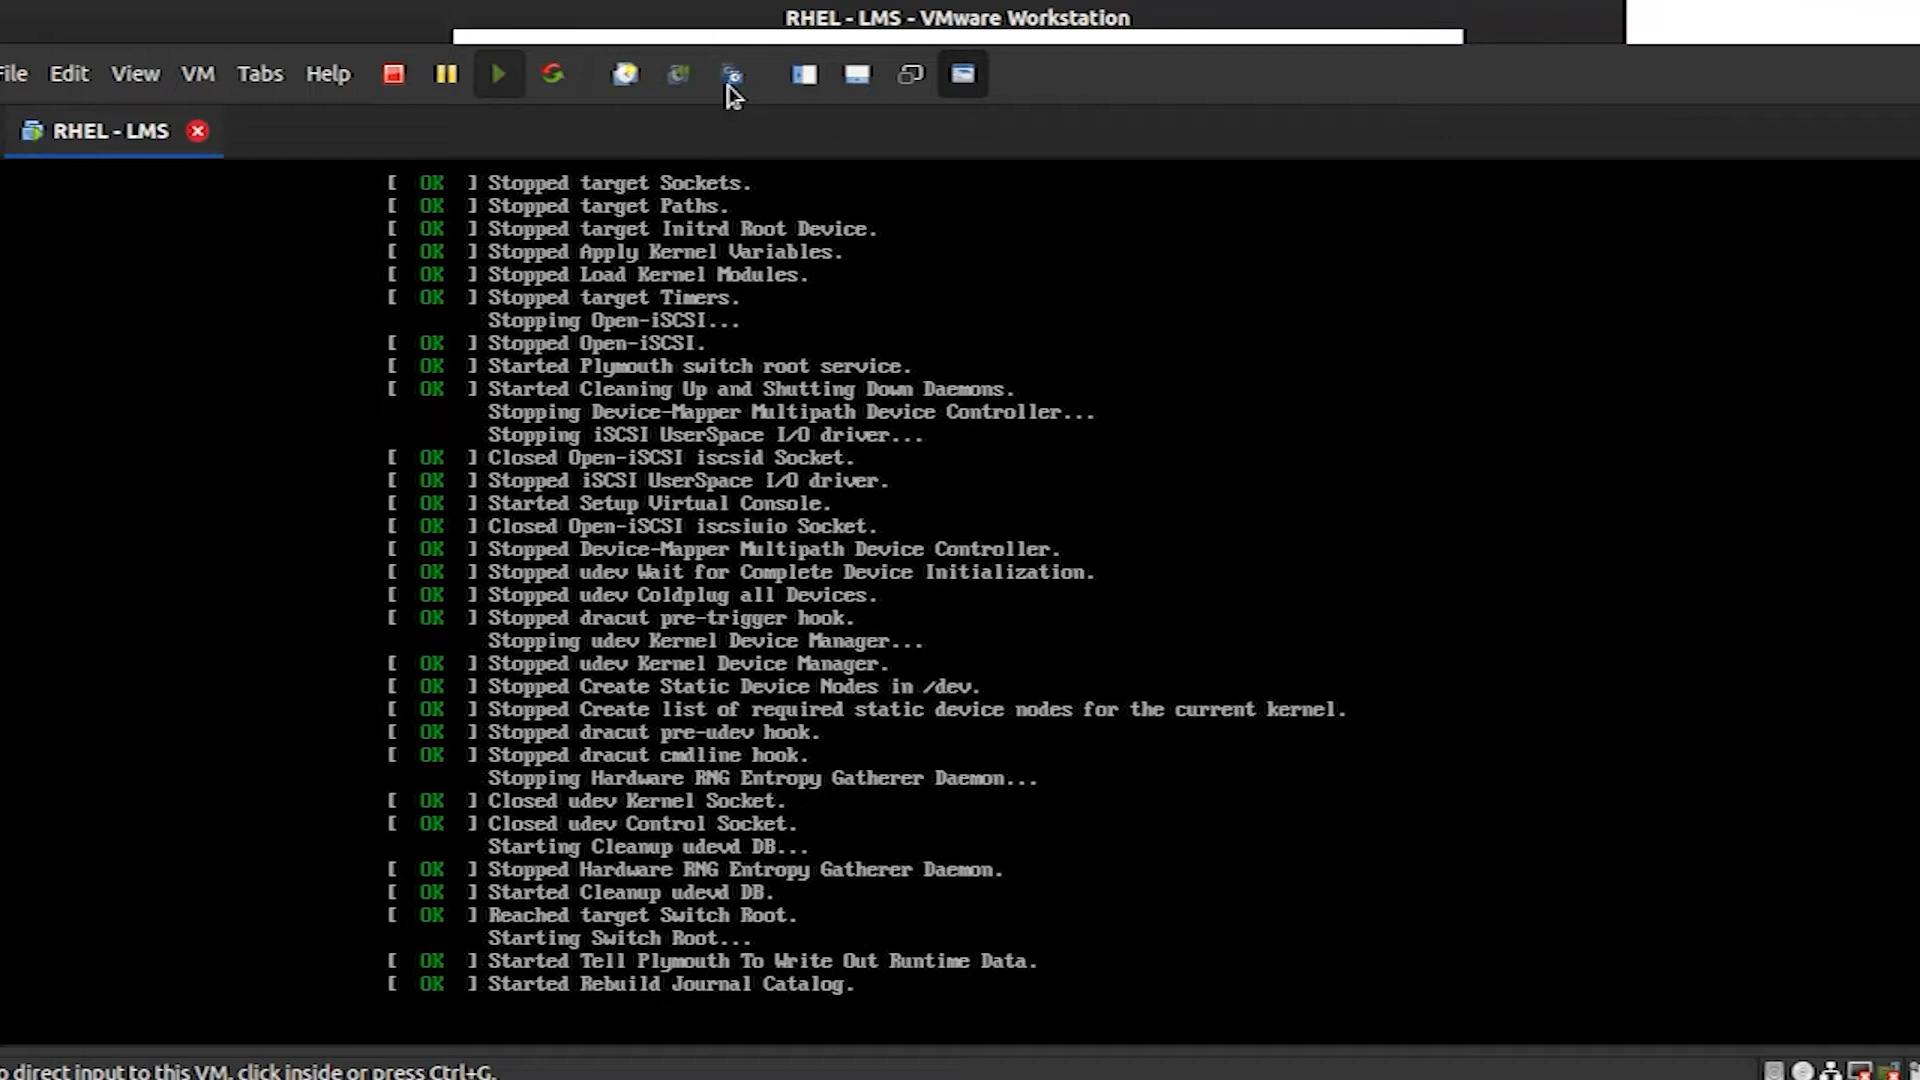 RHEL - LMS - VMware Workstation
File Edit View VM Tabs Help
RHEL - LMS
[ OK ] Stopped target Sockets.
[ OK ] Stopped target Paths.
[ OK ] Stopped target Initrd Root Device.
[ OK ] Stopped Apply Kernel Variables.
[ OK ] Stopped Load Kernel Modules.
[ OK ] Stopped target Timers.
Stopping Open-iSCSI...
[ OK ] Stopped Open-iSCSI.
[ OK ] Started Plymouth switch root service.
[ OK ] Started Cleaning Up and Shutting Down Daemons.
Stopping Device-Mapper Multipath Device Controller...
Stopping iSCSI UserSpace I/O driver...
[ OK ] Closed Open-iSCSI iscsid Socket.
[ OK ] Stopped iSCSI UserSpace I/O driver.
[ OK ] Started Setup Virtual Console.
[ OK ] Closed Open-iSCSI iscsiuio Socket.
[ OK ] Stopped Device-Mapper Multipath Device Controller.
[ OK ] Stopped udev Wait for Complete Device Initialization.
[ OK ] Stopped udev Coldplug all Devices.
[ OK ] Stopped dracut pre-trigger hook.
Stopping udev Kernel Device Manager...
[ OK ] Stopped udev Kernel Device Manager.
[ OK ] Stopped Create Static Device Nodes in /dev.
[ OK ] Stopped Create list of required static device nodes for the current kernel.
[ OK ] Stopped dracut pre-udev hook.
[ OK ] Stopped dracut cmdline hook.
Stopping Hardware RNG Entropy Gatherer Daemon...
[ OK ] Closed udev Kernel Socket.
[ OK ] Closed udev Control Socket.
Starting Cleanup udevd DB...
[ OK ] Stopped Hardware RNG Entropy Gatherer Daemon.
[ OK ] Started Cleanup udevd DB.
[ OK ] Reached target Switch Root.
Starting Switch Root...
[ OK ] Started Tell Plymouth To Write Out Runtime Data.
[ OK ] Started Rebuild Journal Catalog.
o direct input to this VM, click inside or press Ctrl+G.